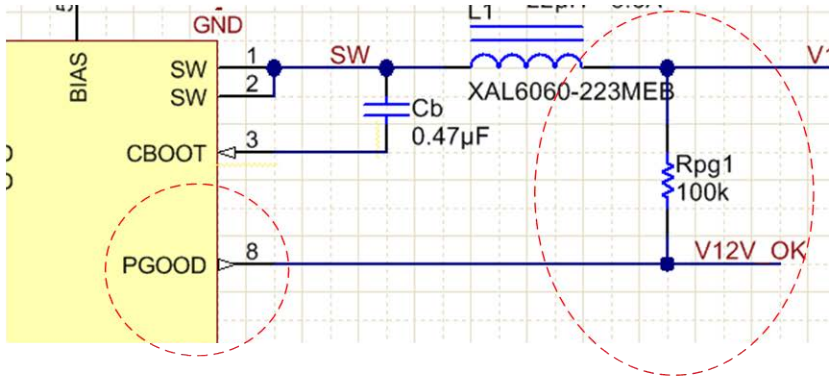 GND
L1
BIAS
SW 1 SW
SW 2
XAL6060-223MEB
Cb
0.47µF
CBOOT 3
Rpg1
100k
PGOOD 8
V12V_OK